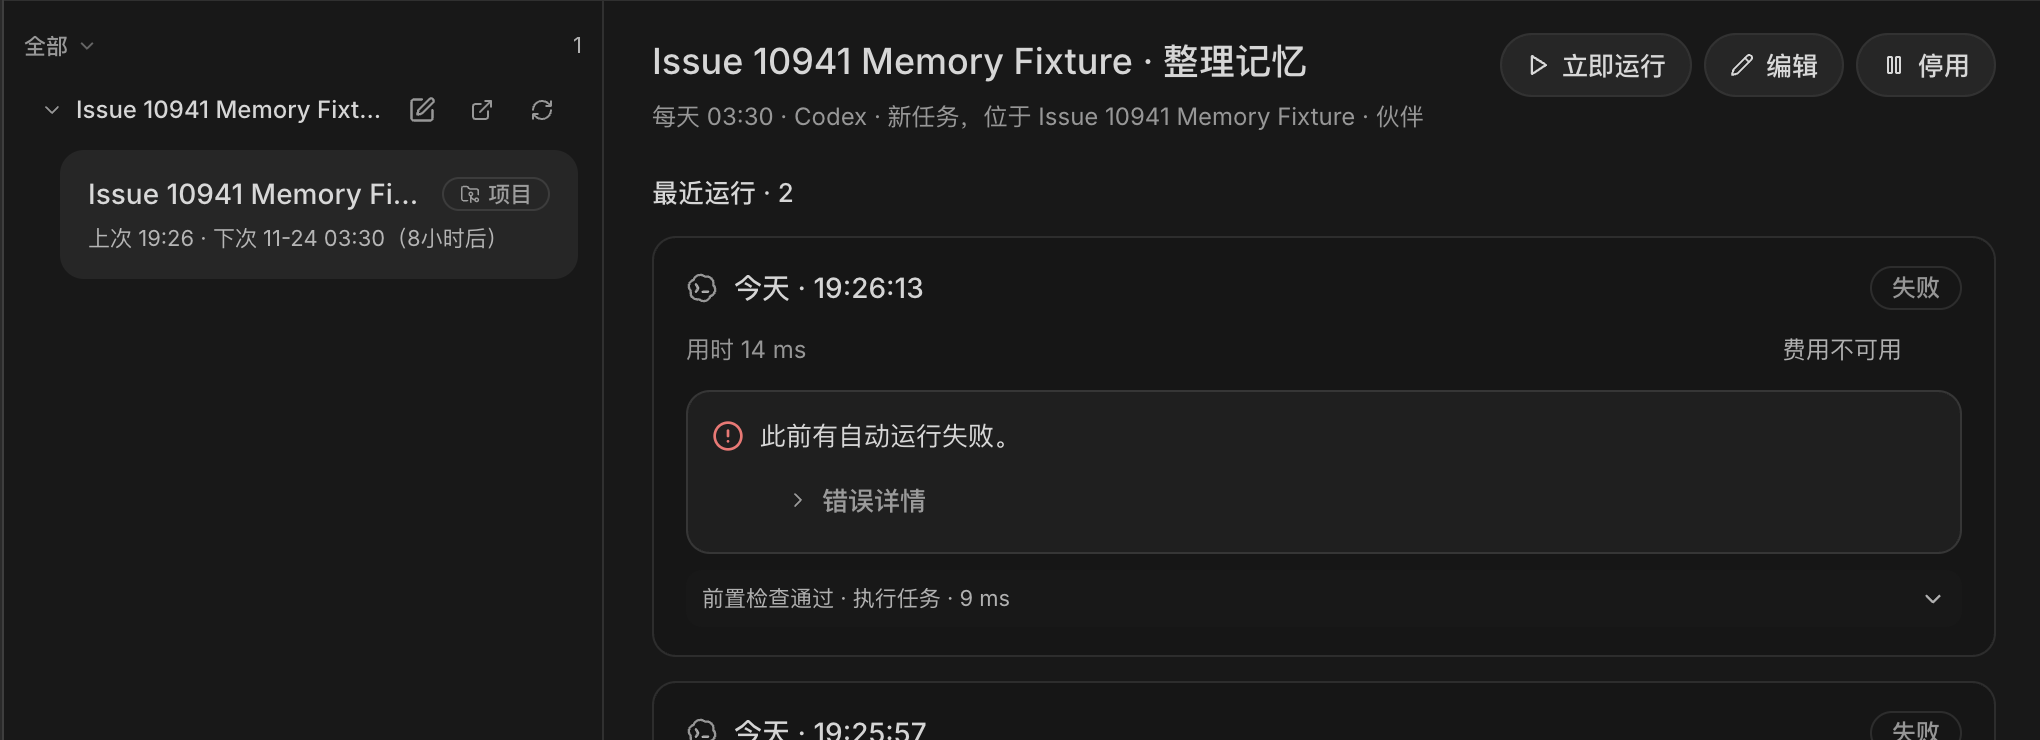 全部
1
Issue 10941 Memory Fixt...
Issue 10941 Memory Fi...
项目
上次 19:26 · 下次 11-24 03:30（8小时后）
Issue 10941 Memory Fixture · 整理记忆
立即运行
编辑
停用
每天 03:30 · Codex · 新任务，位于 Issue 10941 Memory Fixture · 伙伴
最近运行 · 2
今天 · 19:26:13
失败
用时 14 ms
费用不可用
此前有自动运行失败。
错误详情
前置检查通过 · 执行任务 · 9 ms
今天 · 19:25:57
失败